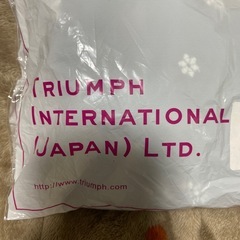 TRIUMPH
INTERNATIONAL
(JAPAN) LTD.
http://www.triumph.com